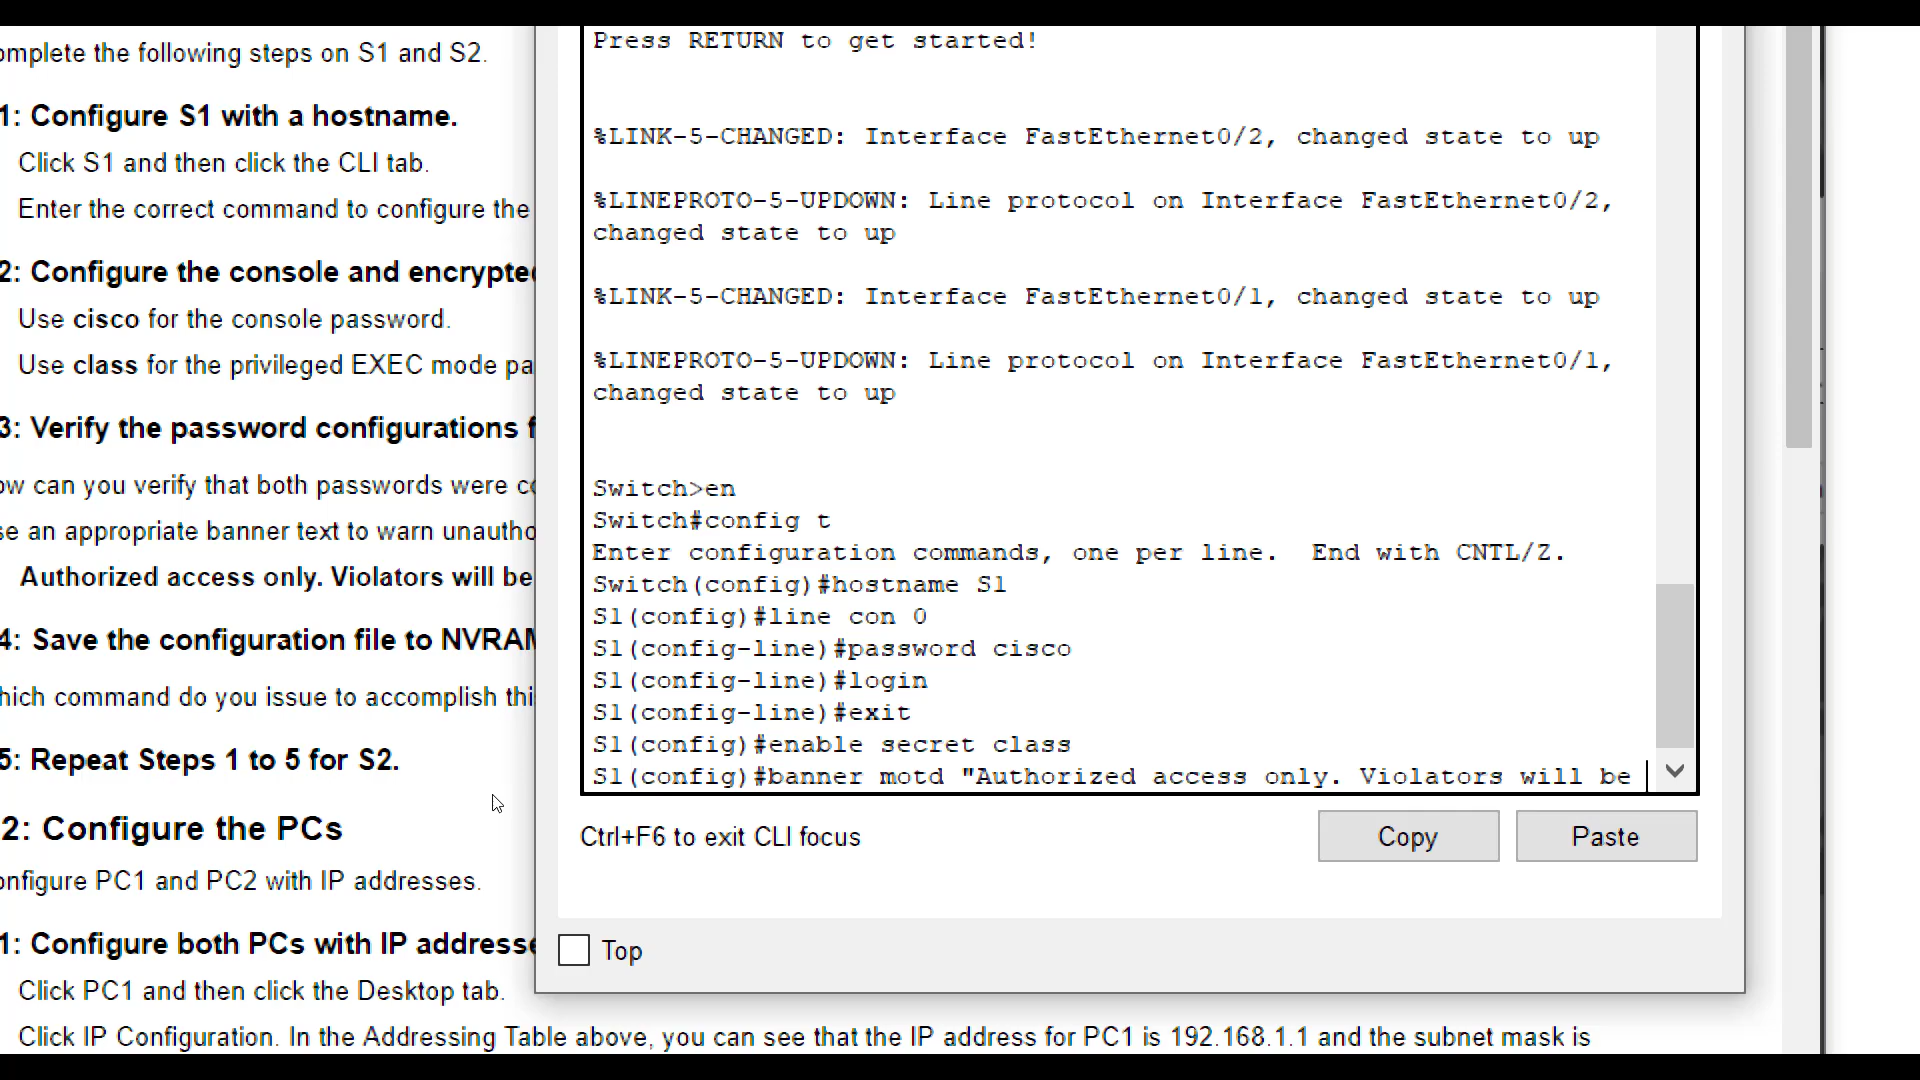 omplete the following steps on S1 and S2.
1: Configure S1 with a hostname.
Click S1 and then click the CLI tab.
Enter the correct command to configure the
2: Configure the console and encrypted
Use cisco for the console password.
Use class for the privileged EXEC mode pa
3: Verify the password configurations f
ow can you verify that both passwords were co
se an appropriate banner text to warn unautho
Authorized access only. Violators will be
4: Save the configuration file to NVRAM
hich command do you issue to accomplish this
5: Repeat Steps 1 to 5 for S2.
2: Configure the PCs
onfigure PC1 and PC2 with IP addresses.
1: Configure both PCs with IP addresse
Click PC1 and then click the Desktop tab.
Click IP Configuration. In the Addressing Table above, you can see that the IP address for PC1 is 192.168.1.1 and the subnet mask is
Press RETURN to get started!
%LINK-5-CHANGED: Interface FastEthernet0/2, changed state to up
%LINEPROTO-5-UPDOWN: Line protocol on Interface FastEthernet0/2,
changed state to up
%LINK-5-CHANGED: Interface FastEthernet0/1, changed state to up
%LINEPROTO-5-UPDOWN: Line protocol on Interface FastEthernet0/1,
changed state to up
Switch>en
Switch#config t
Enter configuration commands, one per line.  End with CNTL/Z.
Switch(config)#hostname S1
S1(config)#line con 0
S1(config-line)#password cisco
S1(config-line)#login
S1(config-line)#exit
S1(config)#enable secret class
S1(config)#banner motd "Authorized access only. Violators will be
Ctrl+F6 to exit CLI focus
Copy
Paste
Top